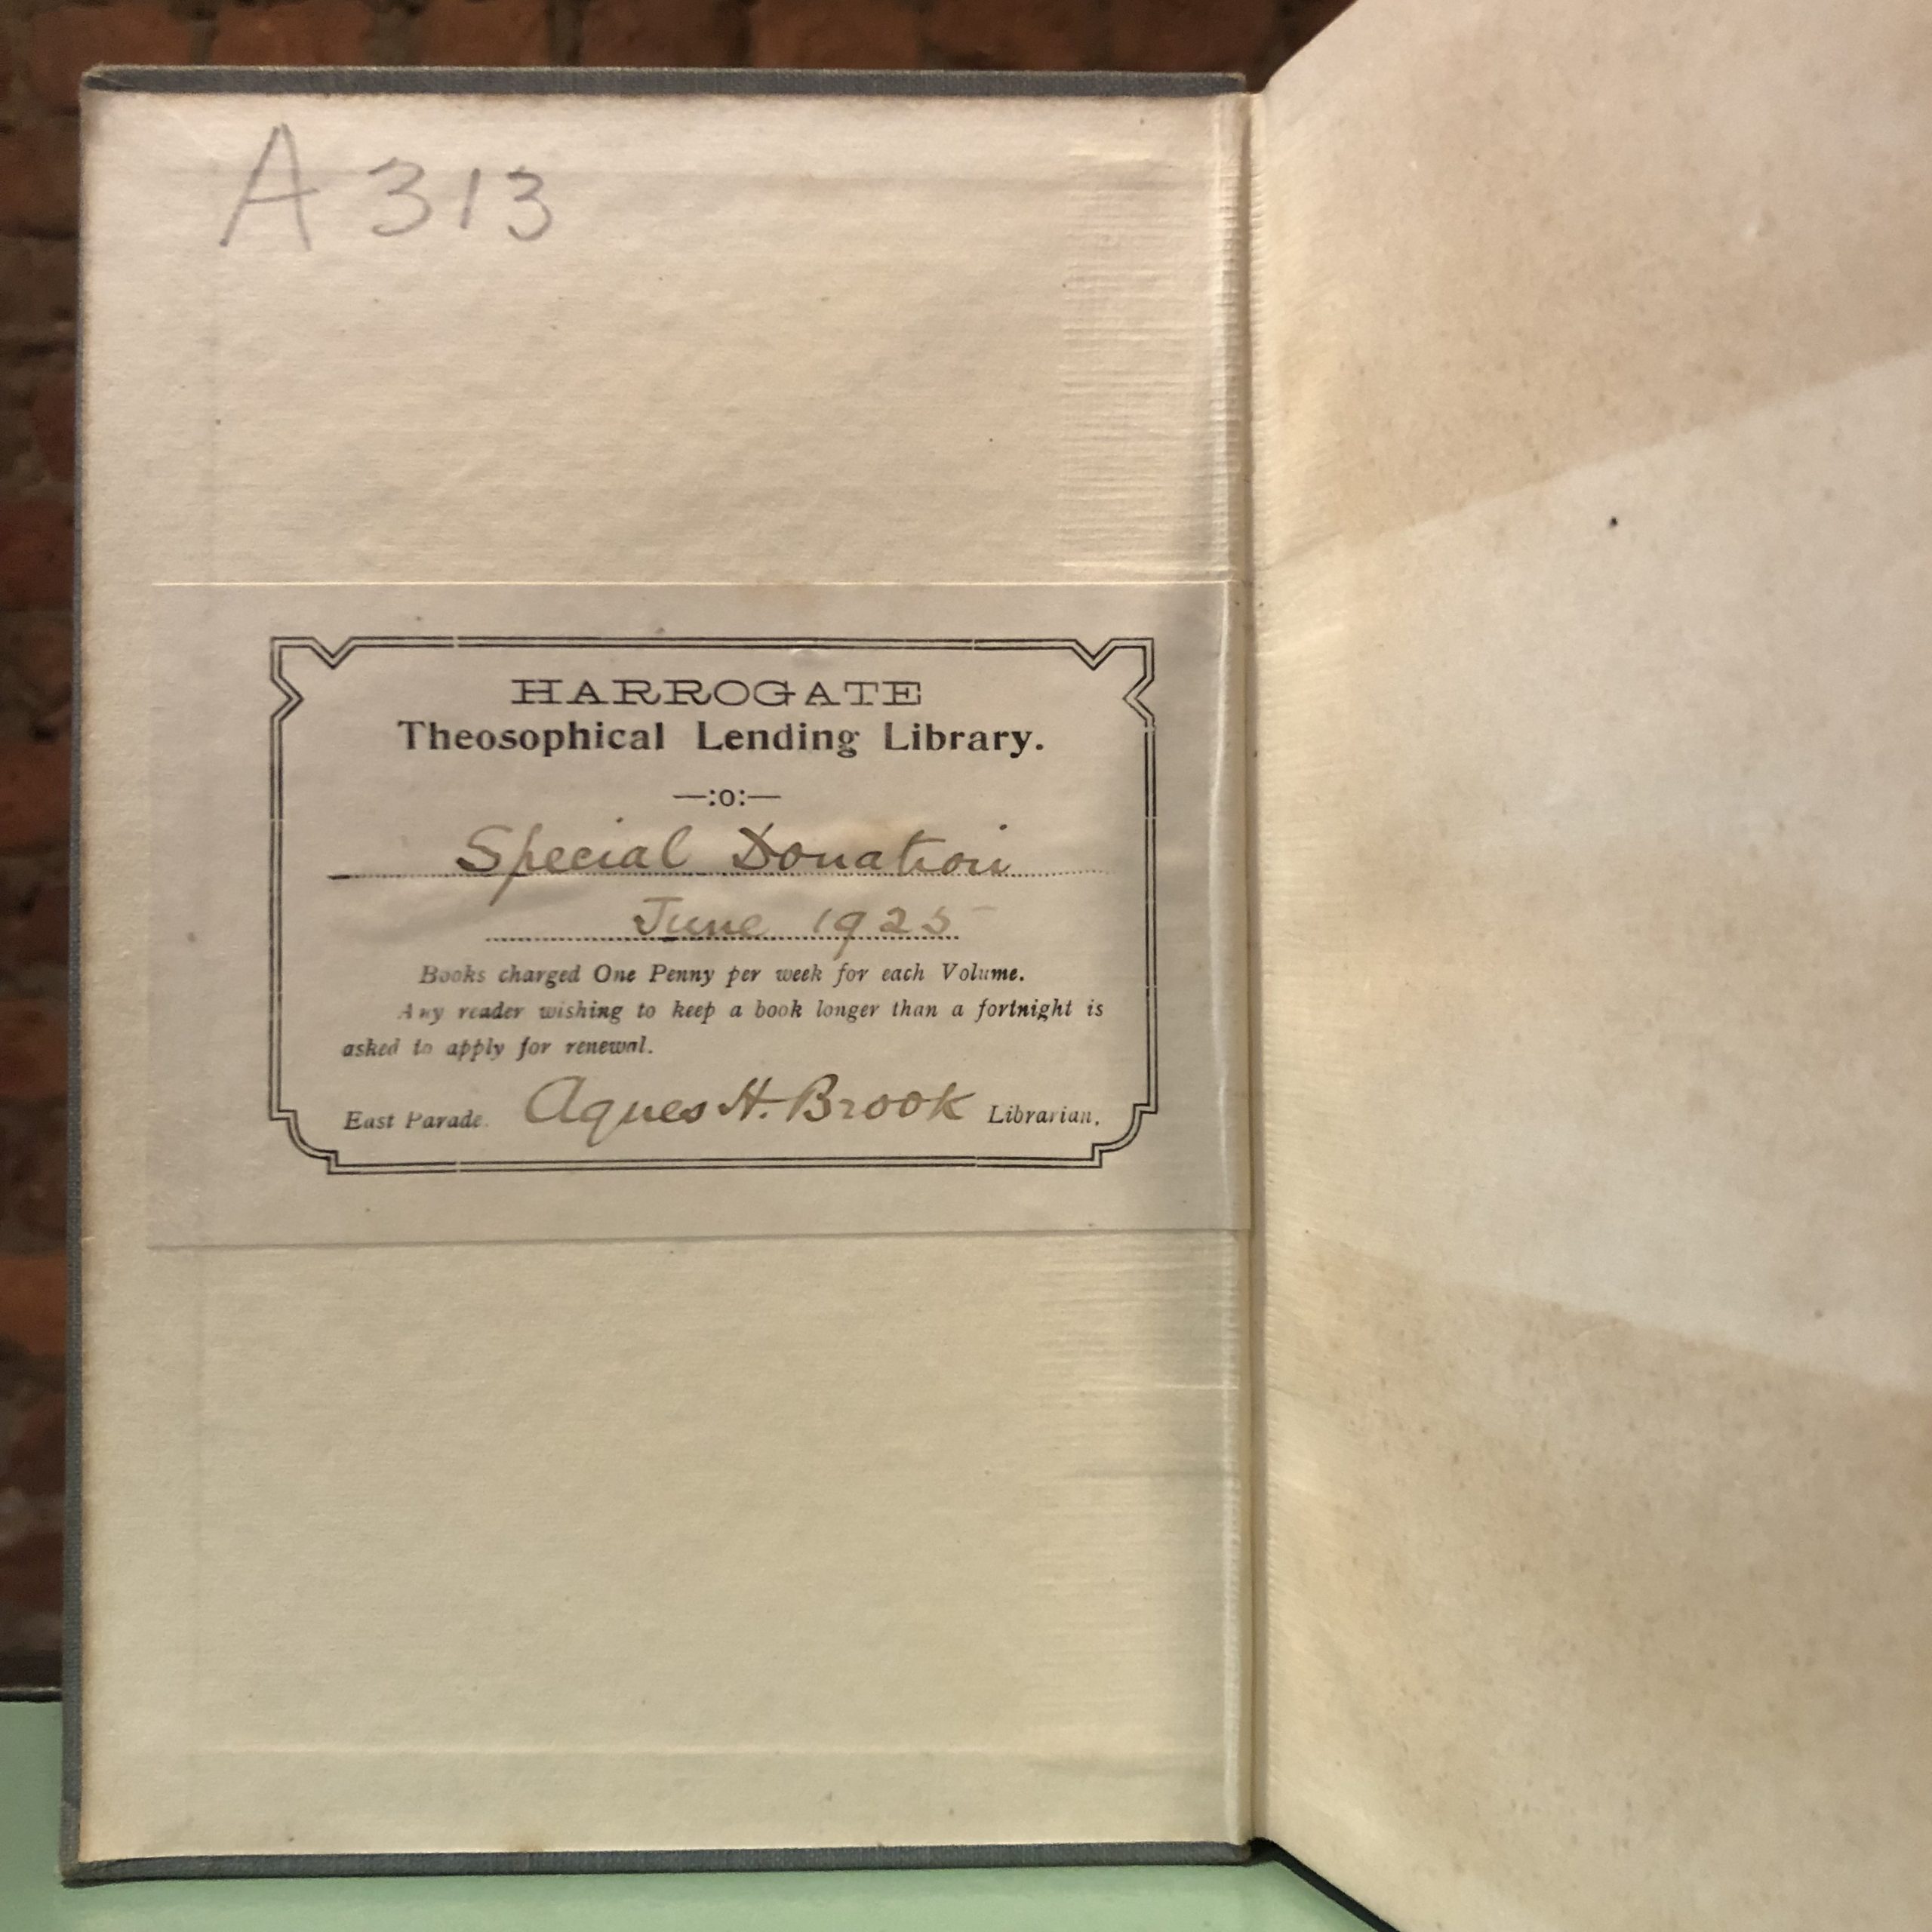 A 313
HARROGATE
Theosophical Lending Library.
—:o:—
Special Donation
June 1925
Books charged One Penny per week for each Volume.
Any reader wishing to keep a book longer than a fortnight is
asked to apply for renewal.
East Parade. Agnes H. Brook Librarian.